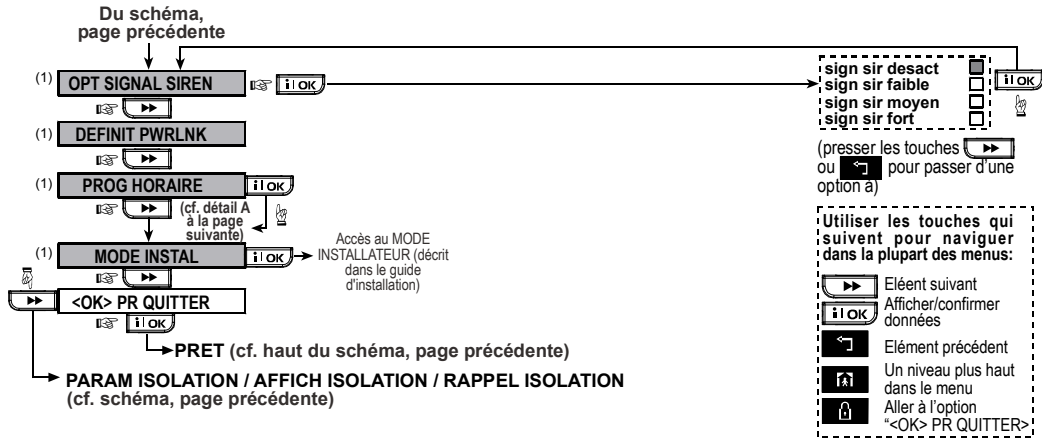 Du schéma,
page précédente
(1) OPT SIGNAL SIREN i OK
sign sir desact
sign sir faible
sign sir moyen
sign sir fort
i OK
(presser les touches
ou pour passer d'une
option à)
(1) DEFINIT PWRLNK
(1) PROG HORAIRE i OK
(cf. détail A
à la page
suivante)
(1) MODE INSTAL i OK
Accès au MODE
INSTALLATEUR (décrit
dans le guide
d'installation)
<OK> PR QUITTER
i OK
PRET (cf. haut du schéma, page précédente)
PARAM ISOLATION / AFFICH ISOLATION / RAPPEL ISOLATION
(cf. schéma, page précédente)
Utiliser les touches qui
suivent pour naviguer
dans la plupart des menus:
Eléent suivant
i OK Afficher/confirmer
données
Elément précédent
Un niveau plus haut
dans le menu
Aller à l'option
"<OK> PR QUITTER>